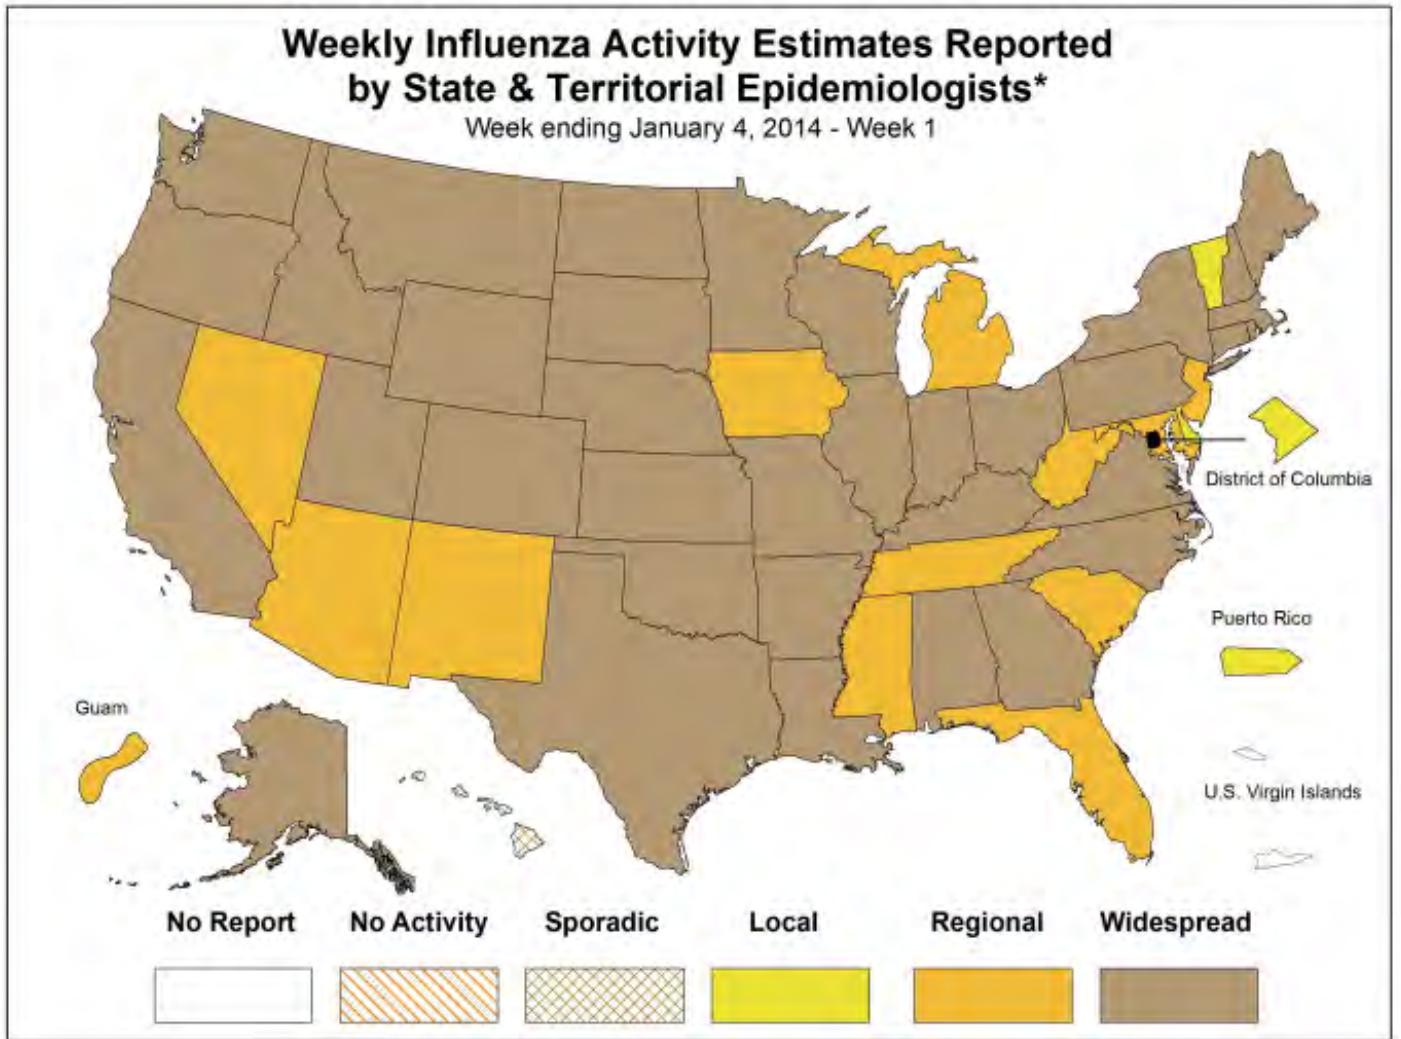 Weekly Influenza Activity Estimates Reported
by State & Territorial Epidemiologists*
Week ending January 4, 2014 - Week 1
District of Columbia
Puerto Rico
Guam
U.S. Virgin Islands
No Report
No Activity
Sporadic
Local
Regional
Widespread